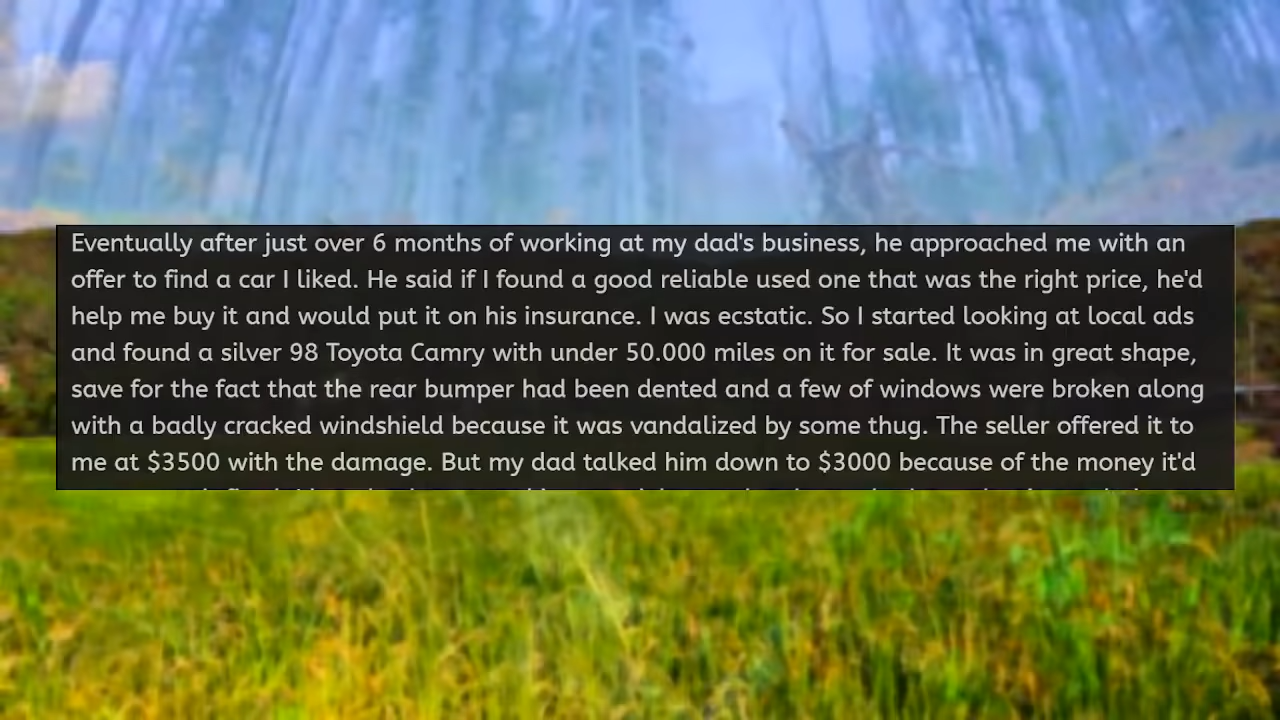 Eventually after just over 6 months of working at my dad's business, he approached me with an
offer to find a car I liked. He said if I found a good reliable used one that was the right price, he'd
help me buy it and would put it on his insurance. I was ecstatic. So I started looking at local ads
and found a silver 98 Toyota Camry with under 50.000 miles on it for sale. It was in great shape,
save for the fact that the rear bumper had been dented and a few of windows were broken along
with a badly cracked windshield because it was vandalized by some thug. The seller offered it to
me at $3500 with the damage. But my dad talked him down to $3000 because of the money it'd